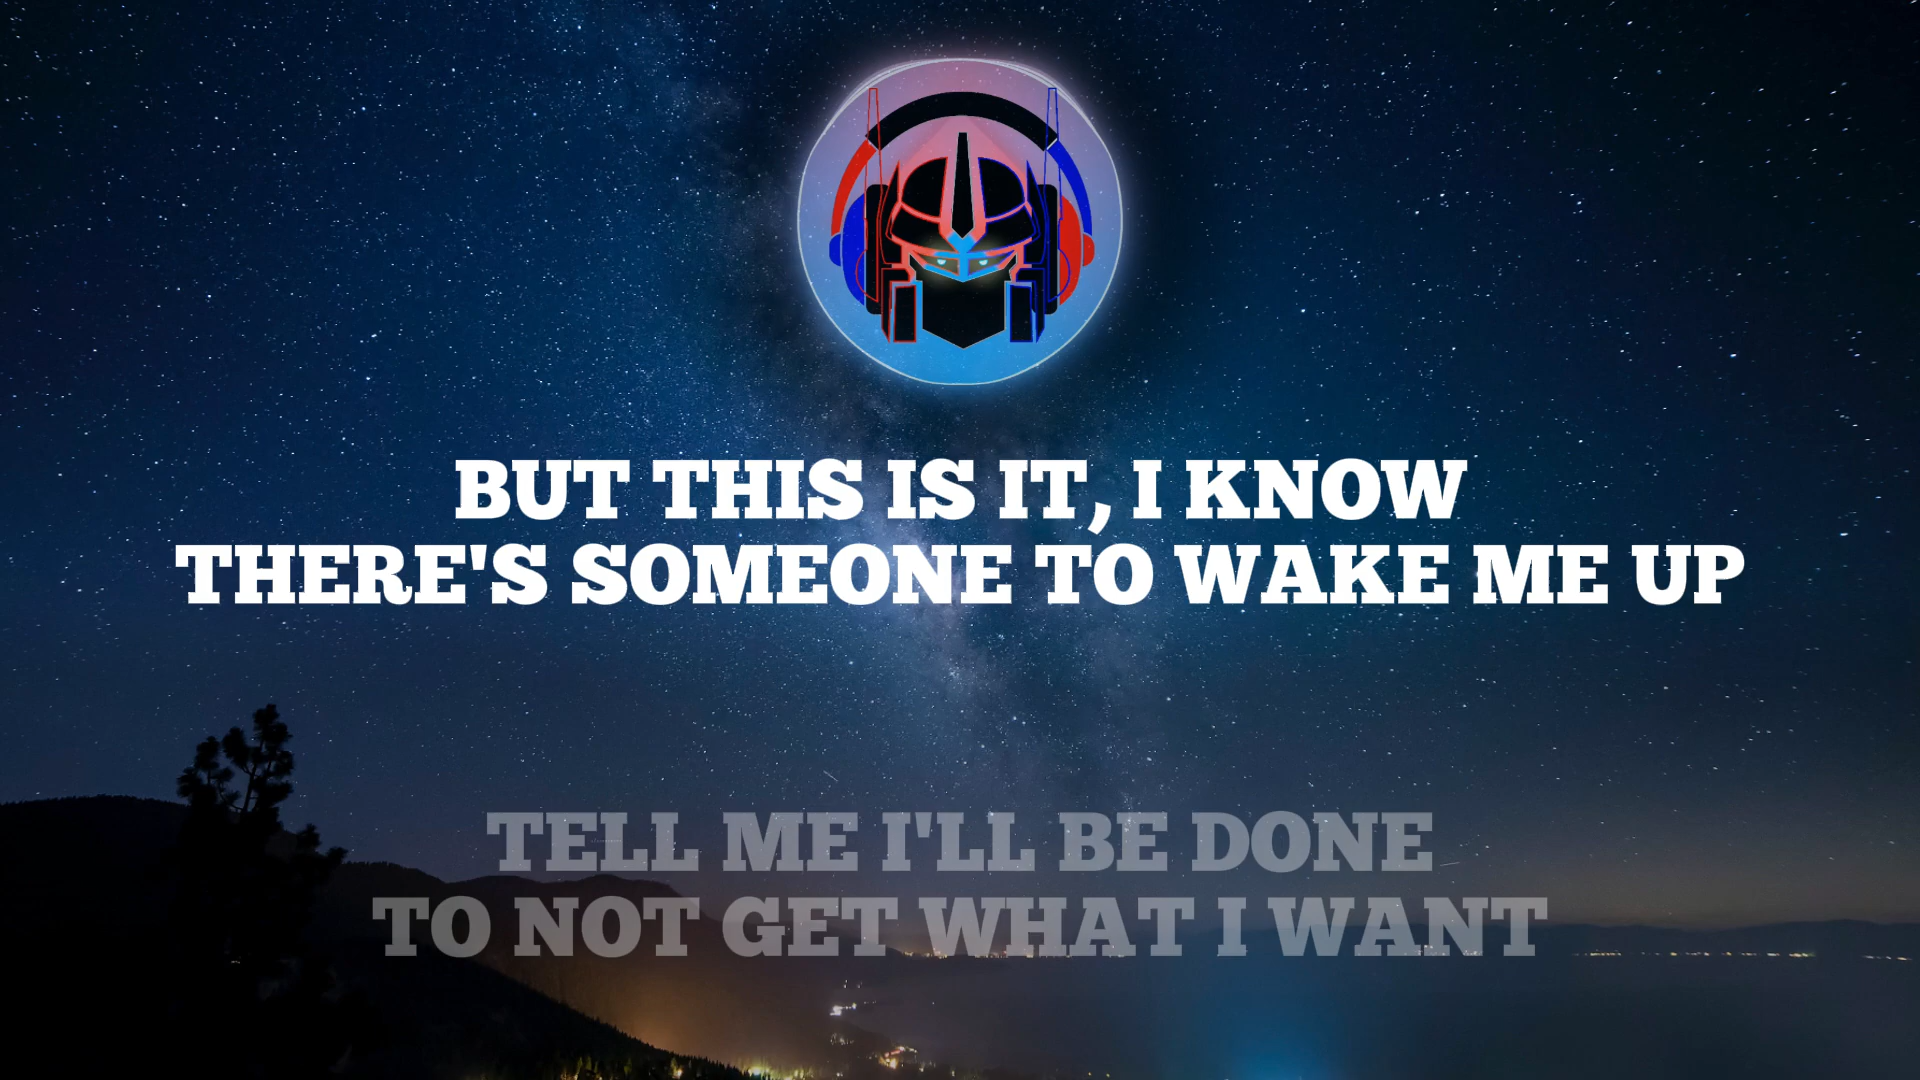 BUT THIS IS IT, I KNOW
THERE'S SOMEONE TO WAKE ME UP
TELL ME I'LL BE DONE
TO NOT GET WHAT I WANT